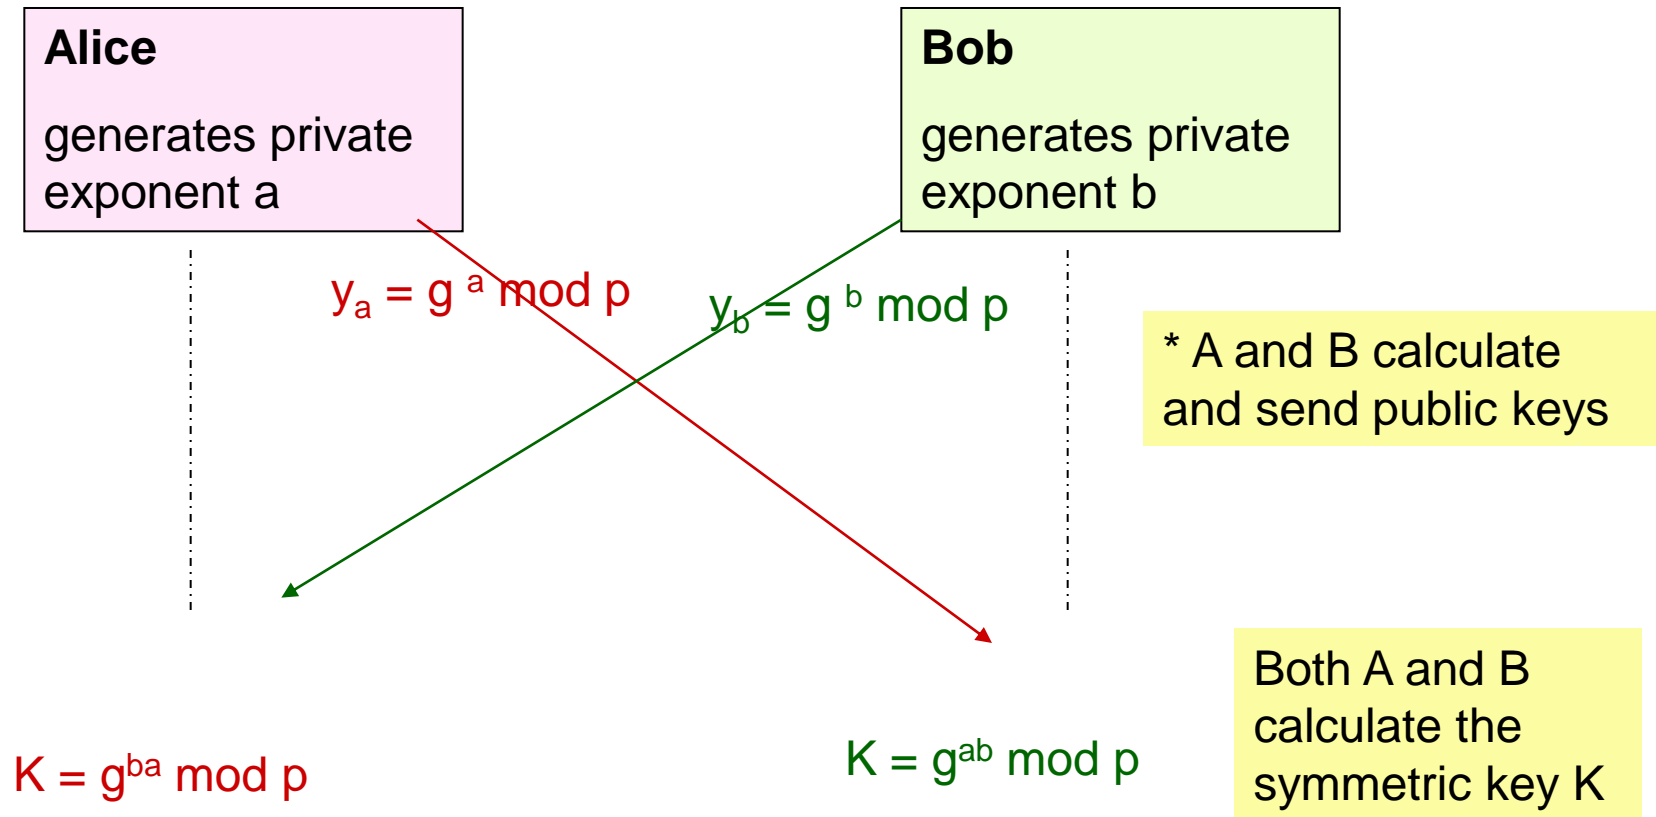 Alice
generates private
exponent a
Bob
generates private
exponent b
yₐ = g ᵃ mod p
y_b = g ᵇ mod p
* A and B calculate
and send public keys
K = gᵇᵃ mod p
K = gᵃᵇ mod p
Both A and B
calculate the
symmetric key K